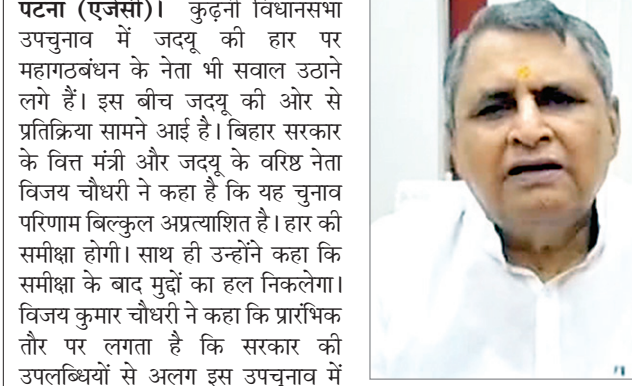 पटना (एजेंसी)। कुढ़नी विधानसभा
उपचुनाव में जदयू की हार पर
महागठबंधन के नेता भी सवाल उठाने
लगे हैं। इस बीच जदयू की ओर से
प्रतिक्रिया सामने आई है। बिहार सरकार
के वित्त मंत्री और जदयू के वरिष्ठ नेता
विजय चौधरी ने कहा है कि यह चुनाव
परिणाम बिल्कुल अप्रत्याशित है। हार की
समीक्षा होगी। साथ ही उन्होंने कहा कि
समीक्षा के बाद मुद्दों का हल निकलेगा।
विजय कुमार चौधरी ने कहा कि प्रारंभिक
तौर पर लगता है कि सरकार की
उपलब्धियों से अलग इस उपचुनाव में